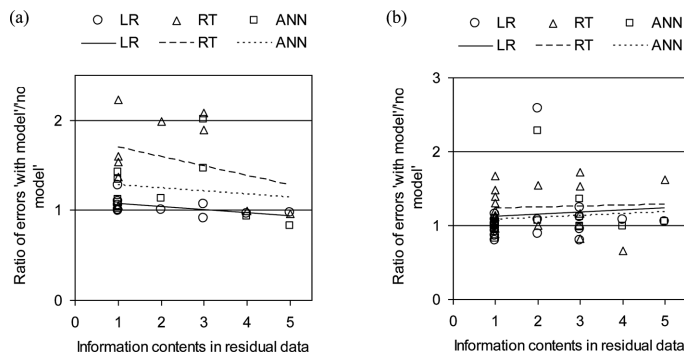 (a)
LR RT ANN
LR RT ANN
Ratio of errors 'with model'/'no
model'
2
1
0
0 1 2 3 4 5
Information contents in residual data
(b)
LR RT ANN
LR RT ANN
Ratio of errors 'with model'/'no
model'
3
2
1
0
0 1 2 3 4 5
Information contents in residual data